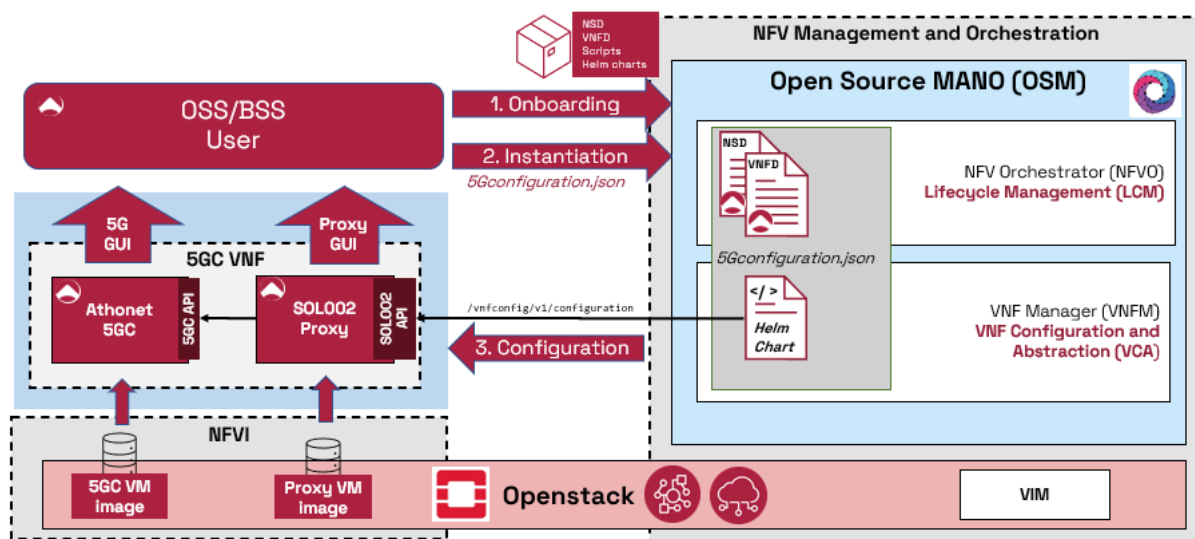 NSD
VNFD
Scripts
Helm charts
NFV Management and Orchestration
Open Source MANO (OSM)
OSS/BSS
User
1. Onboarding
2. Instantiation
5Gconfiguration.json
NSD
VNFD
5Gconfiguration.json
NFV Orchestrator (NFVO)
Lifecycle Management (LCM)
5G
GUI
Proxy
GUI
5GC VNF
Athonet
5GC
5GC API
SOL002
Proxy
SOL002
API
/vnfconfig/v1/configuration
3. Configuration
</>
Helm
Chart
VNF Manager (VNFM)
VNF Configuration and
Abstraction (VCA)
NFVI
5GC VM
image
Proxy VM
image
Openstack
VIM